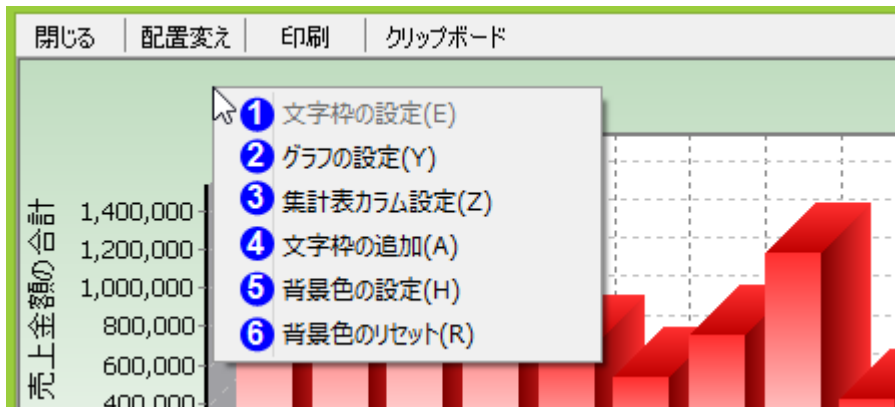 閉じる 配置変え 印刷 クリップボード
1 文字枠の設定(E)
2 グラフの設定(Y)
3 集計表カラム設定(Z)
4 文字枠の追加(A)
5 背景色の設定(H)
6 背景色のリセット(R)
売上金額の合計
1,400,000
1,200,000
1,000,000
800,000
600,000
400,000